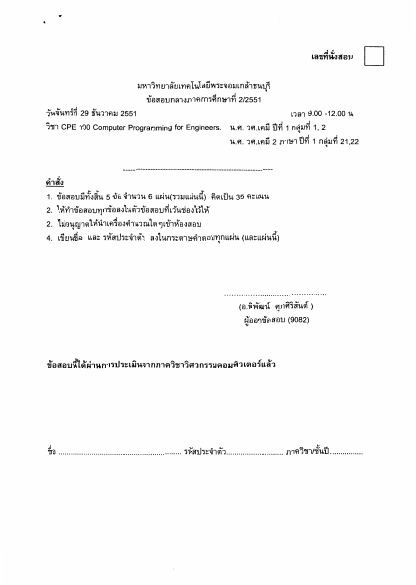 เลขที่นั่งสอบ
มหาวิทยาลัยเทคโนโลยีพระจอมเกล้าธนบุรี
ข้อสอบกลางภาคการศึกษาที่ 2/2551
วันจันทร์ที่ 29 ธันวาคม 2551 เวลา 9.00 -12.00 น
วิชา CPE 100 Computer Programming for Engineers. น.ศ. วศ.เคมี ปีที่ 1 กลุ่มที่ 1, 2
น.ศ. วศ.เคมี 2 ภาษา ปีที่ 1 กลุ่มที่ 21,22
คำสั่ง
1. ข้อสอบมีทั้งสิ้น 5 ข้อ จำนวน 6 แผ่น(รวมแผ่นนี้) คิดเป็น 35 คะแนน
2. ให้ทำข้อสอบทุกข้อลงในตัวข้อสอบที่เว้นช่องไว้ให้
2. ไม่อนุญาตให้นำเครื่องคำนวณใดๆเข้าห้องสอบ
4. เขียนชื่อ และ รหัสประจำตัว ลงในกระดาษคำตอบทุกแผ่น (และแผ่นนี้)
(อ.พิพัฒน์ ศุภศิริสันต์ )
ผู้ออกข้อสอบ (9082)
ข้อสอบนี้ได้ผ่านการประเมินจากภาควิชาวิศวกรรมคอมพิวเตอร์แล้ว
ชื่อ .................................................. รหัสประจำตัว....................... ภาควิชา/ชั้นปี..............